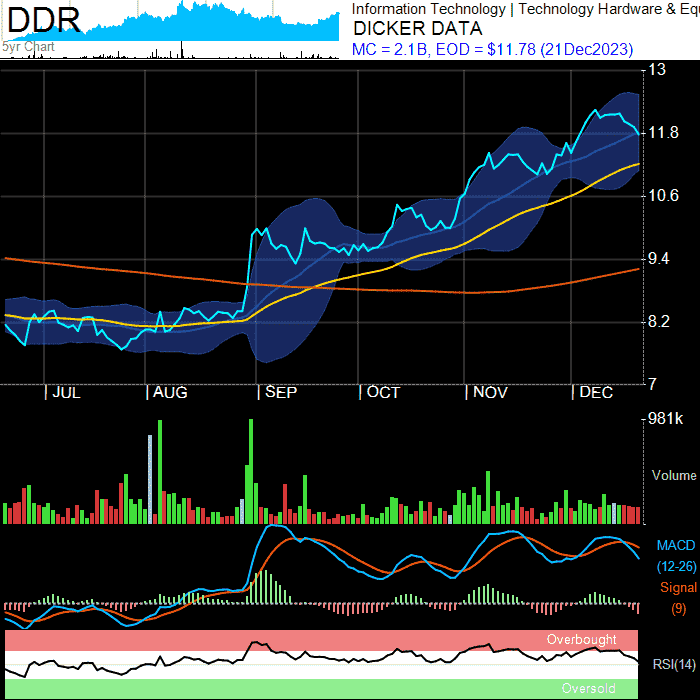 DDR
5yr Chart
Information Technology | Technology Hardware & Equ
DICKER DATA
MC = 2.1B, EOD = $11.78 (21Dec2023)
13
11.8
10.6
9.4
8.2
7
JUL AUG SEP OCT NOV DEC
981k
Volume
MACD
(12-26)
Signal
(9)
Overbought
RSI(14)
Oversold